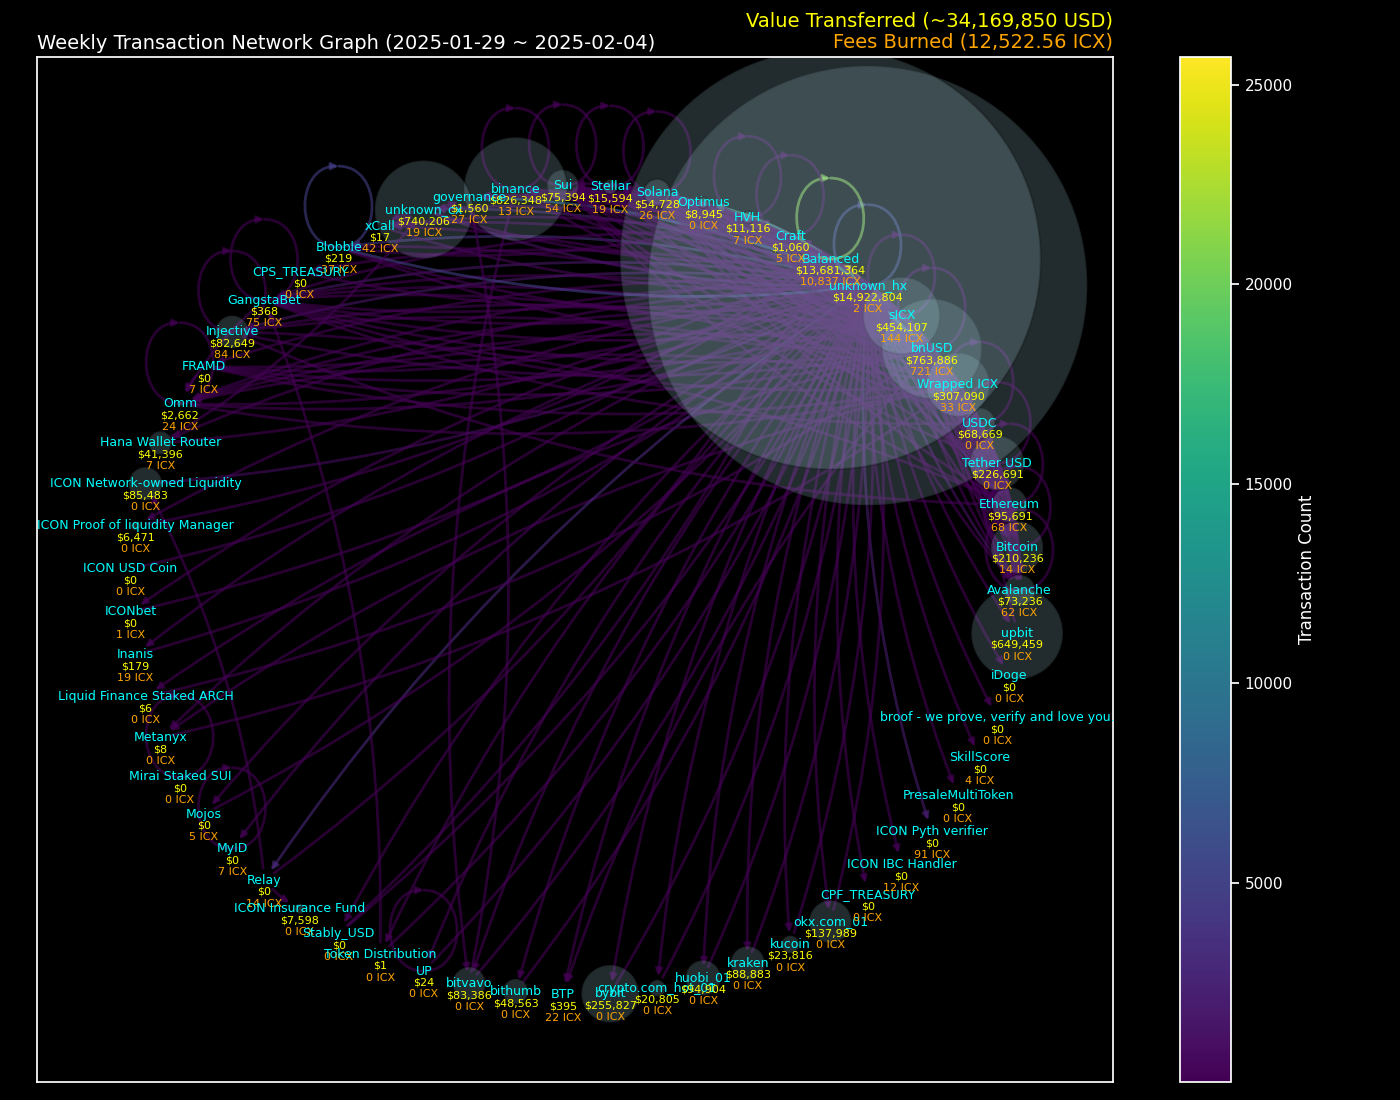 Value Transferred (~34,169,850 USD)
Weekly Transaction Network Graph (2025-01-29 ~ 2025-02-04)
Fees Burned (12,522.56 ICX)
binance
$826,348
13 ICX
Sui
$75,394
54 ICX
Stellar
$15,594
19 ICX
Solana
$54,728
26 ICX
Optimus
$8,945
0 ICX
HVH
$11,116
7 ICX
Craft
$1,060
5 ICX
Balanced
$13,681,364
10,837 ICX
unknown_hx
$14,922,804
2 ICX
sICX
$454,107
144 ICX
bnUSD
$763,886
721 ICX
Wrapped ICX
$307,090
33 ICX
USDC
$68,669
0 ICX
Tether USD
$226,691
0 ICX
Ethereum
$95,691
68 ICX
Bitcoin
$210,236
14 ICX
Avalanche
$73,236
62 ICX
upbit
$649,459
0 ICX
iDoge
$0
0 ICX
broof - we prove, verify and love you
$0
0 ICX
SkillScore
$0
4 ICX
PresaleMultiToken
$0
0 ICX
ICON Pyth verifier
$0
91 ICX
ICON IBC Handler
$0
12 ICX
CPF_TREASURY
$0
0 ICX
okx.com_01
$137,989
0 ICX
kucoin
$23,816
0 ICX
kraken
$88,883
0 ICX
huobi_01
$94,904
0 ICX
crypto.com_
$20,805
0 ICX
bybit
$255,827
0 ICX
BTP
$395
22 ICX
bithumb
$48,563
0 ICX
bitvavo
$83,386
0 ICX
UP
$24
0 ICX
Token Distribution
$1
0 ICX
Stably_USD
$0
0 ICX
ICON Insurance Fund
$7,598
0 ICX
Relay
$0
14 ICX
MyID
$0
7 ICX
Mojos
$0
5 ICX
Mirai Staked SUI
$0
0 ICX
Metanyx
$8
0 ICX
Liquid Finance Staked ARCH
$6
0 ICX
Inanis
$179
19 ICX
ICONbet
$0
1 ICX
ICON USD Coin
$0
0 ICX
ICON Proof of liquidity Manager
$6,471
0 ICX
ICON Network-owned Liquidity
$85,483
0 ICX
Hana Wallet Router
$41,396
7 ICX
Omm
$2,662
24 ICX
FRAMD
$0
7 ICX
Injective
$82,649
84 ICX
GangstaBet
$368
75 ICX
CPS_TREASURY
$0
0 ICX
Blobble
$219
ICX
xCall
$17
42 ICX
$740,206
19 ICX
governance
$1,560
27 ICX
25000
20000
15000
10000
5000
Transaction Count